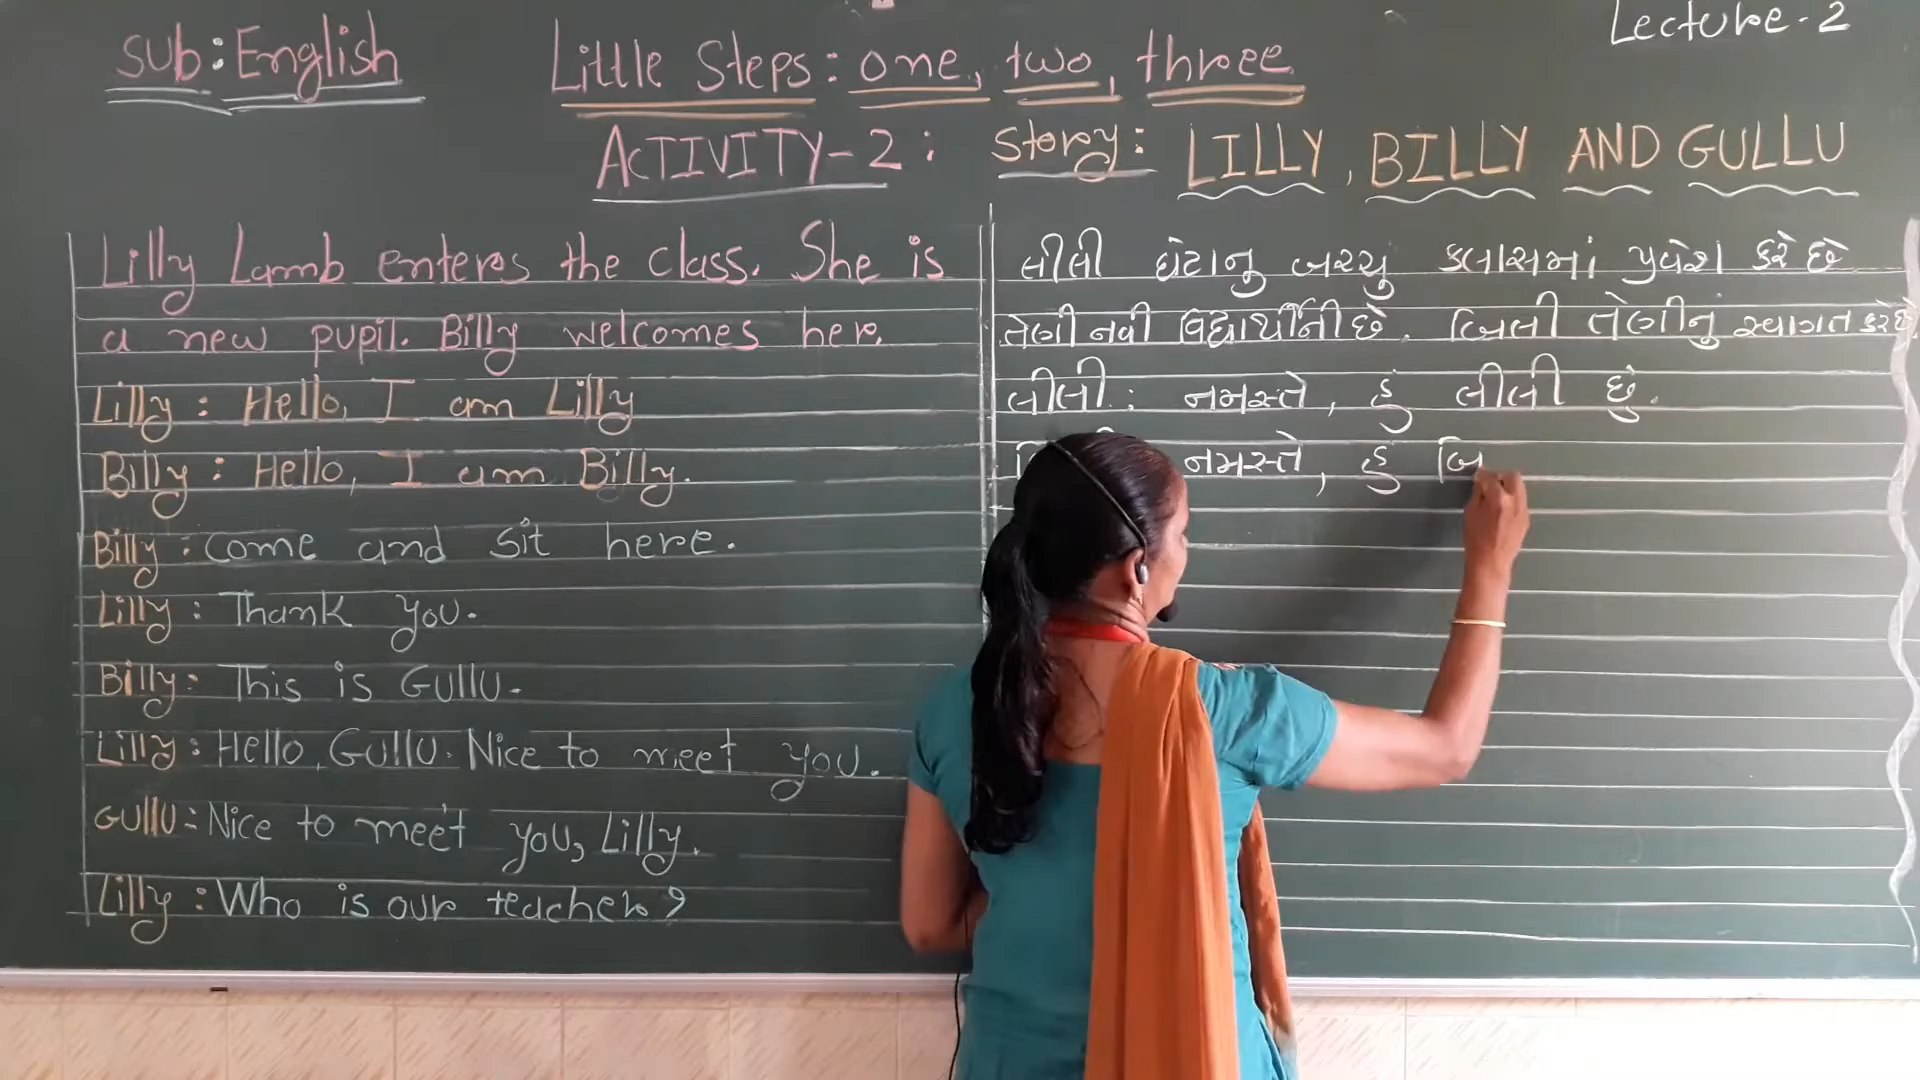 Lecture-2
Sub: English
Little Steps: one, two, three
ACTIVITY-2: Story: LILLY, BILLY AND GULLU
Lilly Lamb enters the class. She is
a new pupil. Billy welcomes her.
Lilly: Hello, I am Lilly
Billy: Hello, I am Billy.
Billy: Come and sit here.
Lilly: Thank you.
Billy: This is Gullu.
Lilly: Hello, Gullu. Nice to meet you.
Gullu: Nice to meet you, Lilly.
Lilly: Who is our teacher?
લીલી ઘેટાનુ બચ્ચુ ક્લાસમાં પ્રવેશ કરે છે
તેણી નવી વિદ્યાર્થીની છે. બિલી તેણીનું સ્વાગત કરે છે
લીલી: નમસ્તે, હું લીલી છું.
નમસ્તે, હું બિ